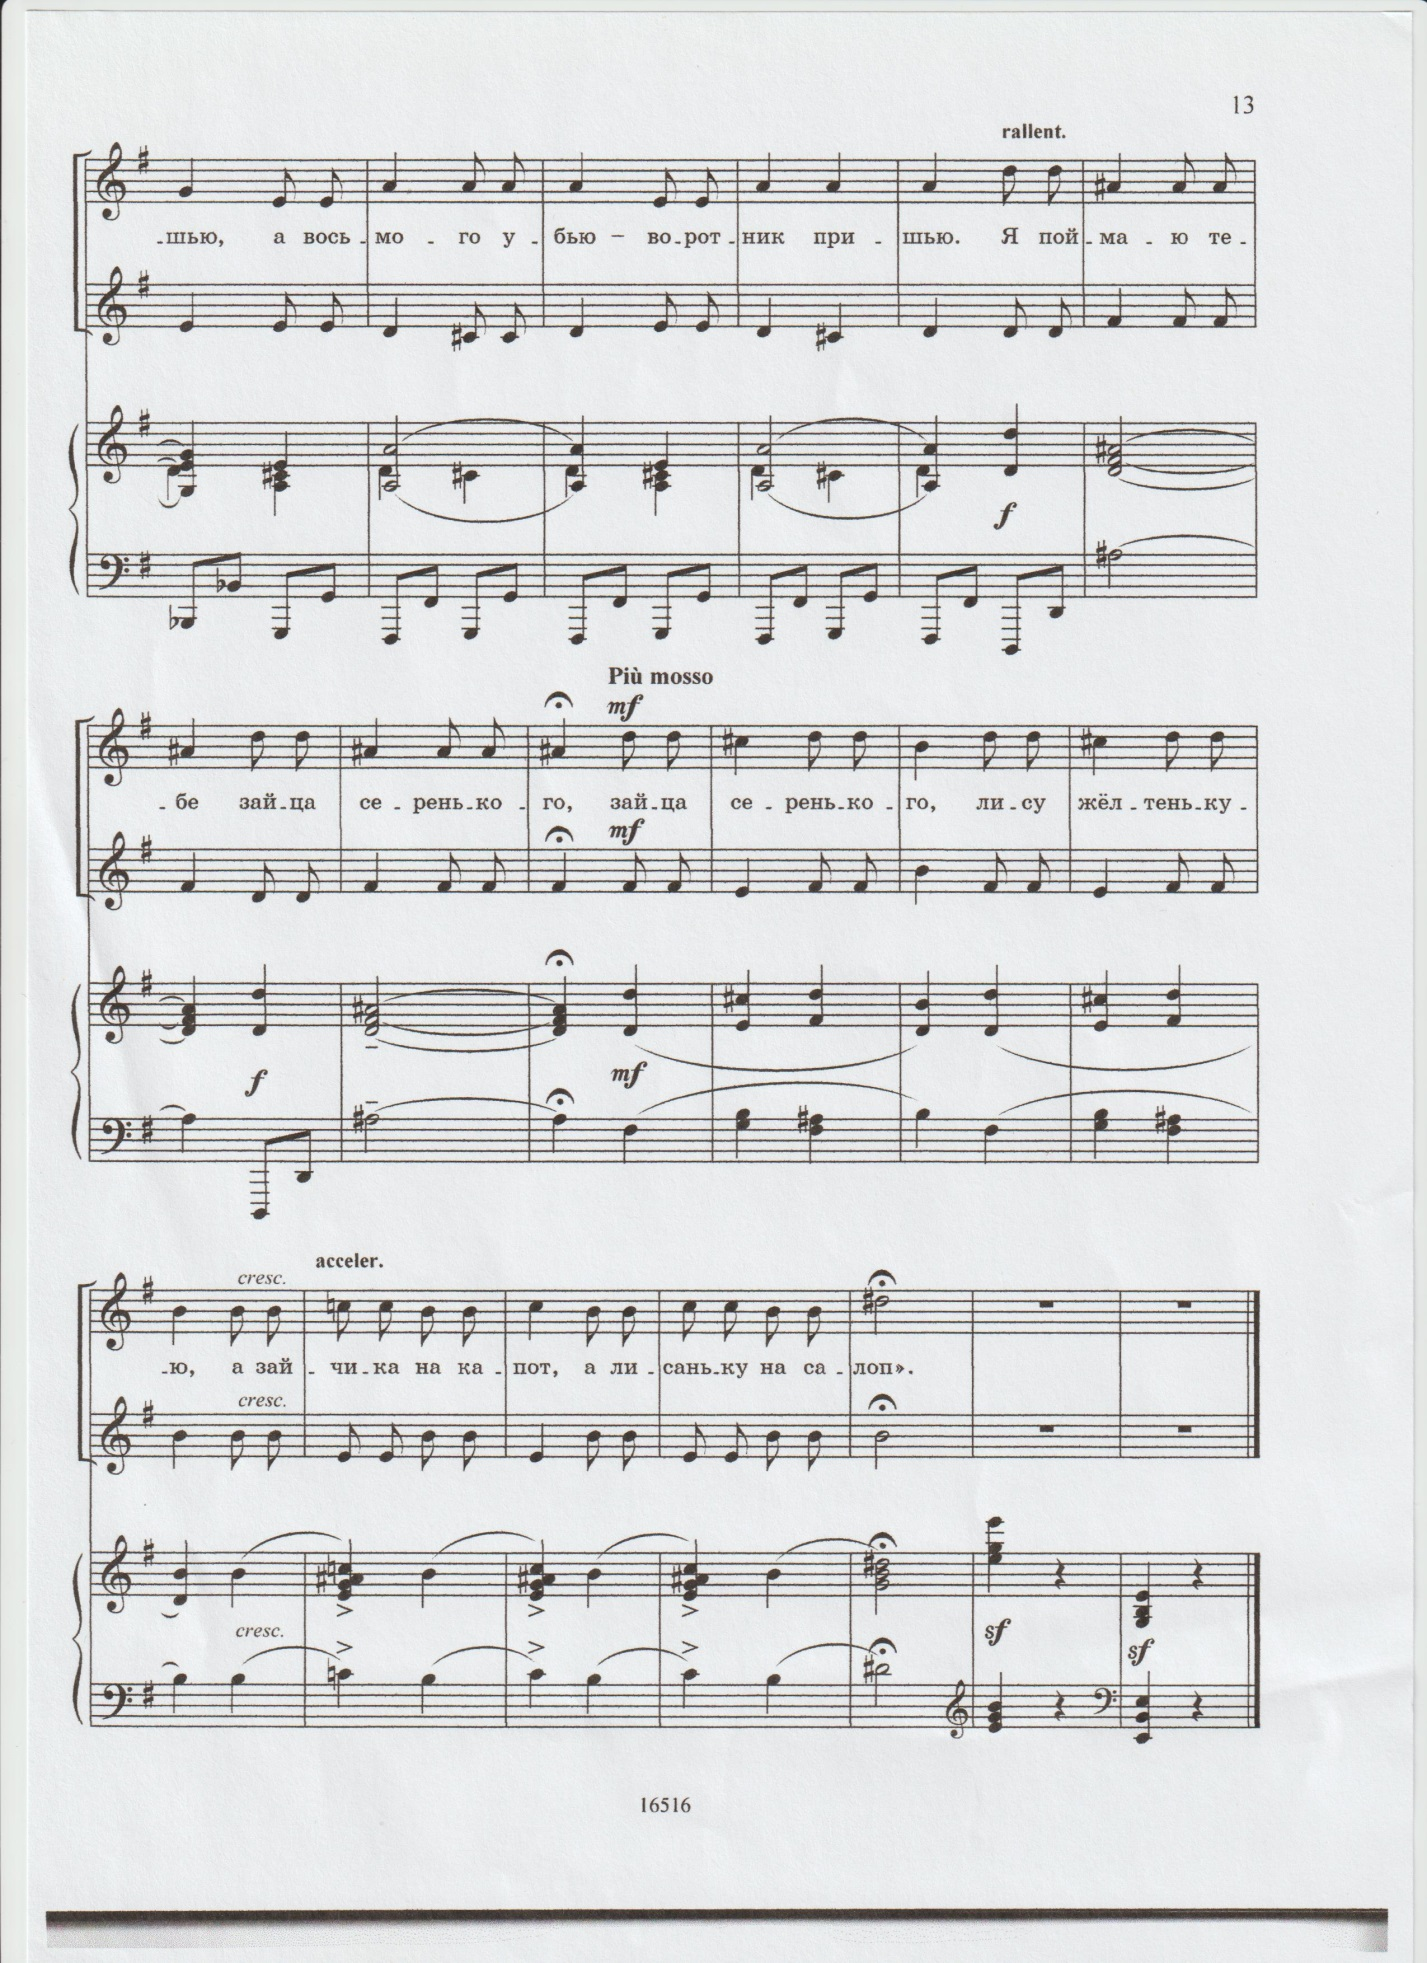 13
rallent.
-шью, а вось-мо-го у-бью – во-рот-ник при-шью. Я пой-ма-ю те-
f
Più mosso
mf
-бе зай-ца се-рень-ко-го, зай-ца се-рень-ко-го, ли-су жёл-тень-ку-
mf
f mf
acceler.
cresc.
-ю, а зай-чи-ка на ка-пот, а ли-сань-ку на са-лоп».
cresc.
cresc. sf sf
16516